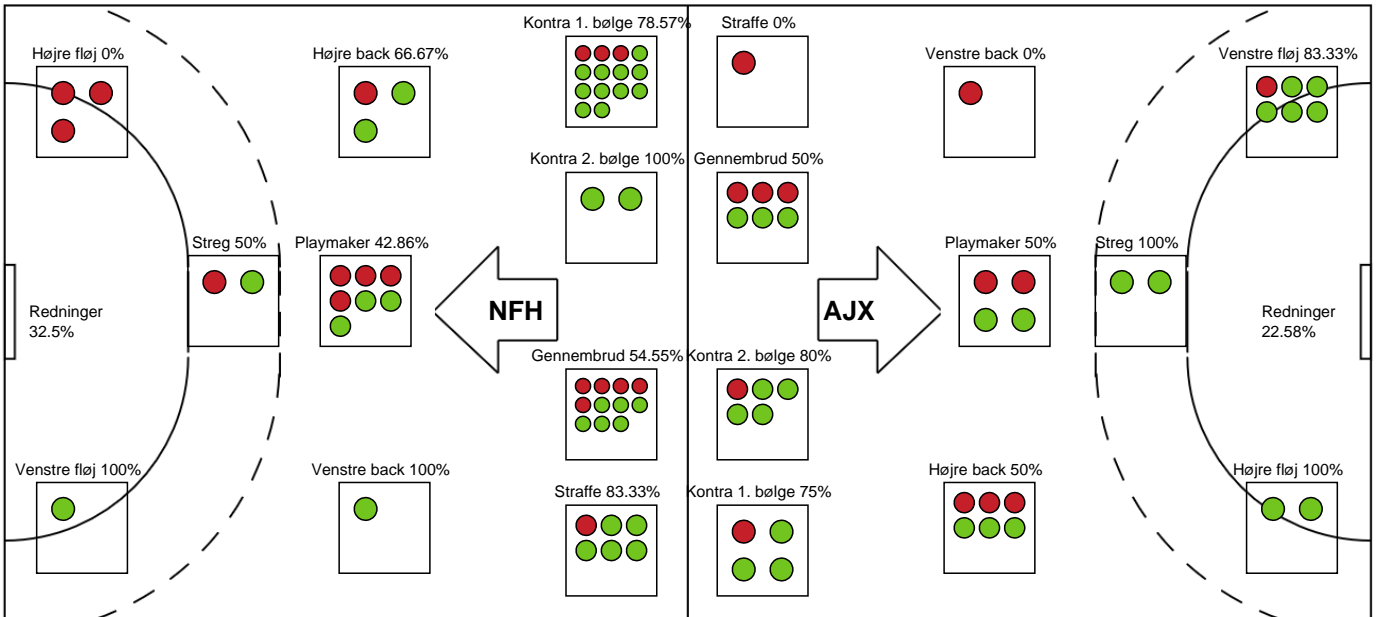 Kontra 1. bølge 78.57%
Straffe 0%
Højre fløj 0%
Højre back 66.67%
Venstre back 0%
Venstre fløj 83.33%
Kontra 2. bølge 100%
Gennembrud 50%
Streg 50%
Playmaker 42.86%
Playmaker 50%
Streg 100%
NFH
AJX
Redninger
32.5%
Redninger
22.58%
Gennembrud 54.55%
Kontra 2. bølge 80%
Venstre fløj 100%
Venstre back 100%
Højre back 50%
Højre fløj 100%
Straffe 83.33%
Kontra 1. bølge 75%